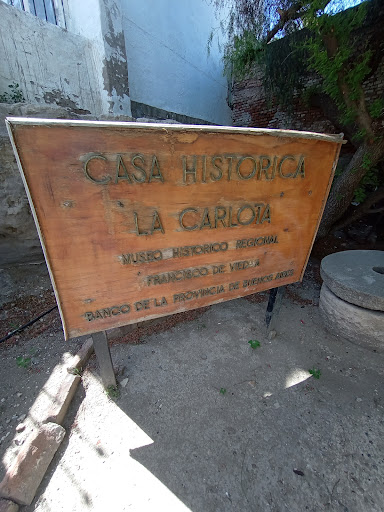 CASA HISTORICA
LA CARLOTA
MUSEO HISTORICO REGIONAL
FRANCISCO DE VIEDMA
BANCO DE LA PROVINCIA DE BUENOS AIRES